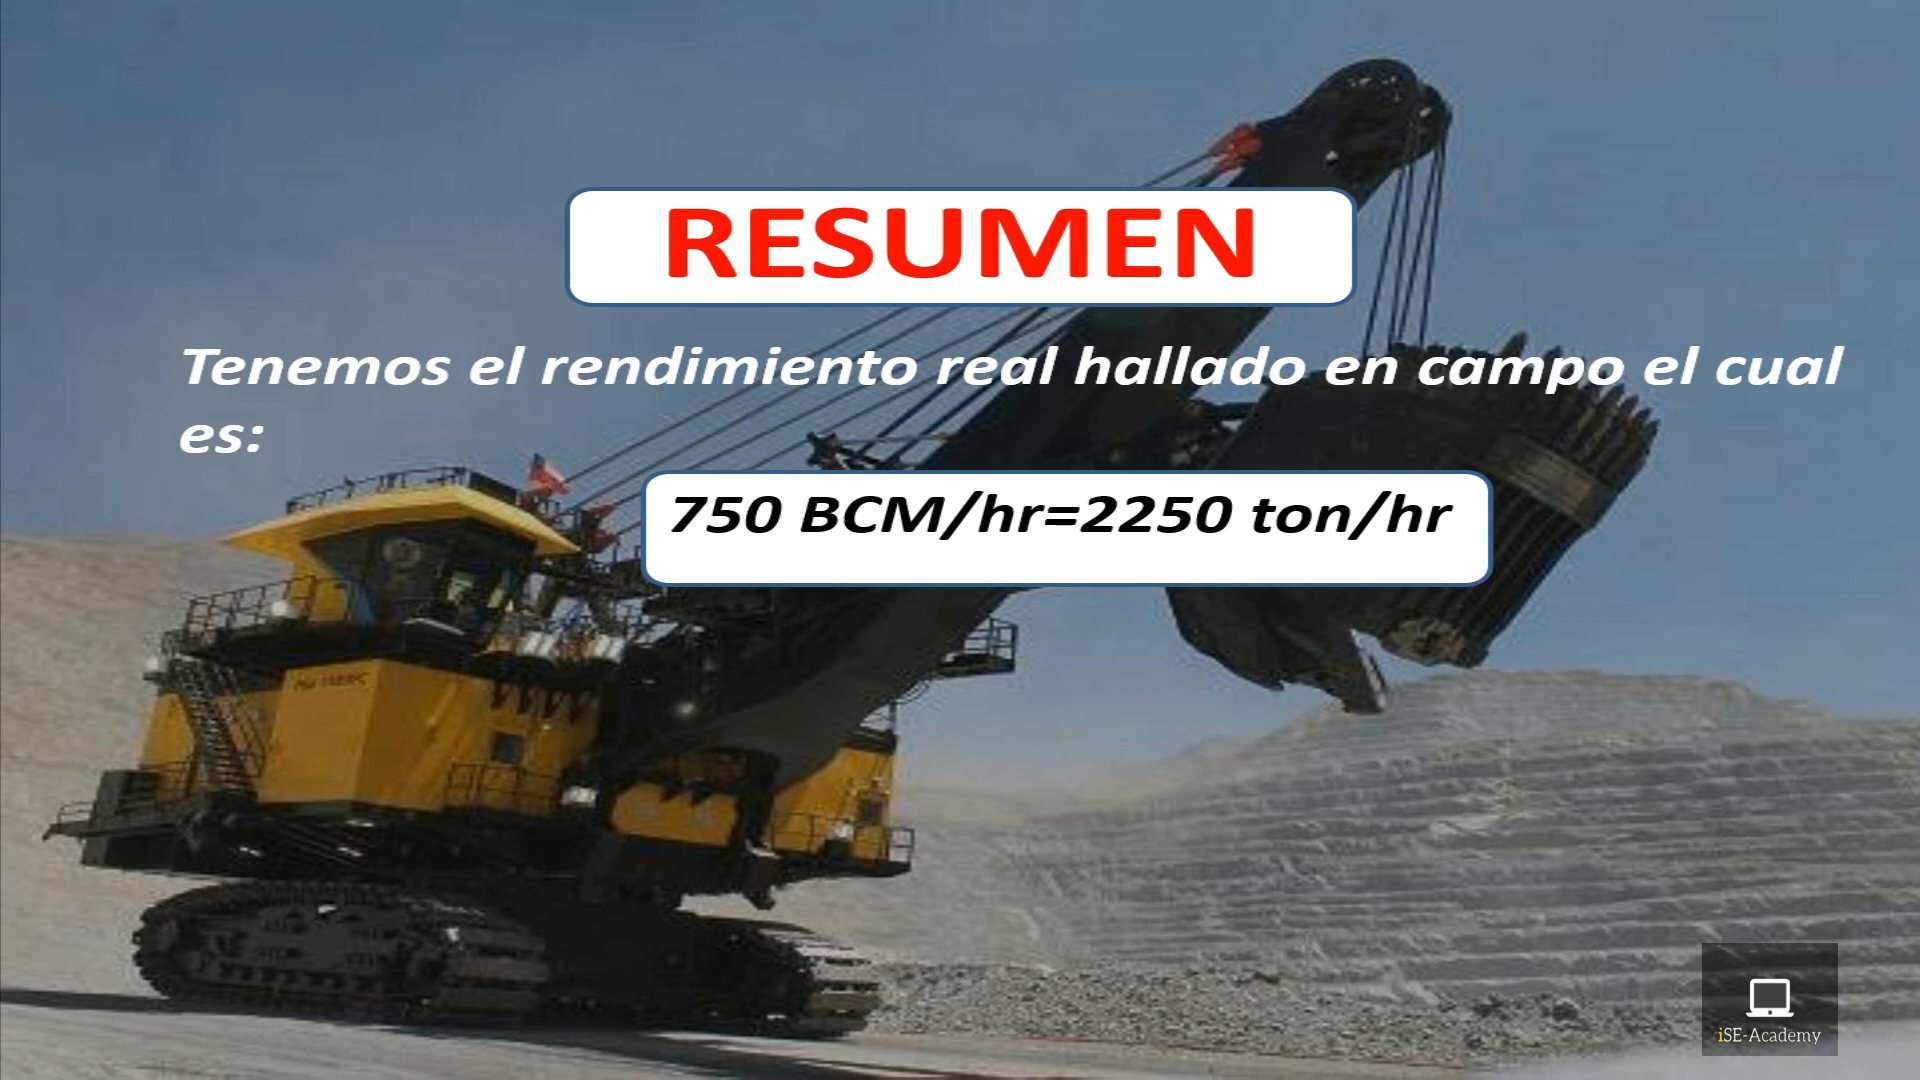 RESUMEN
Tenemos el rendimiento real hallado en campo el cual
es:
750 BCM/hr=2250 ton/hr
iSE-Academy